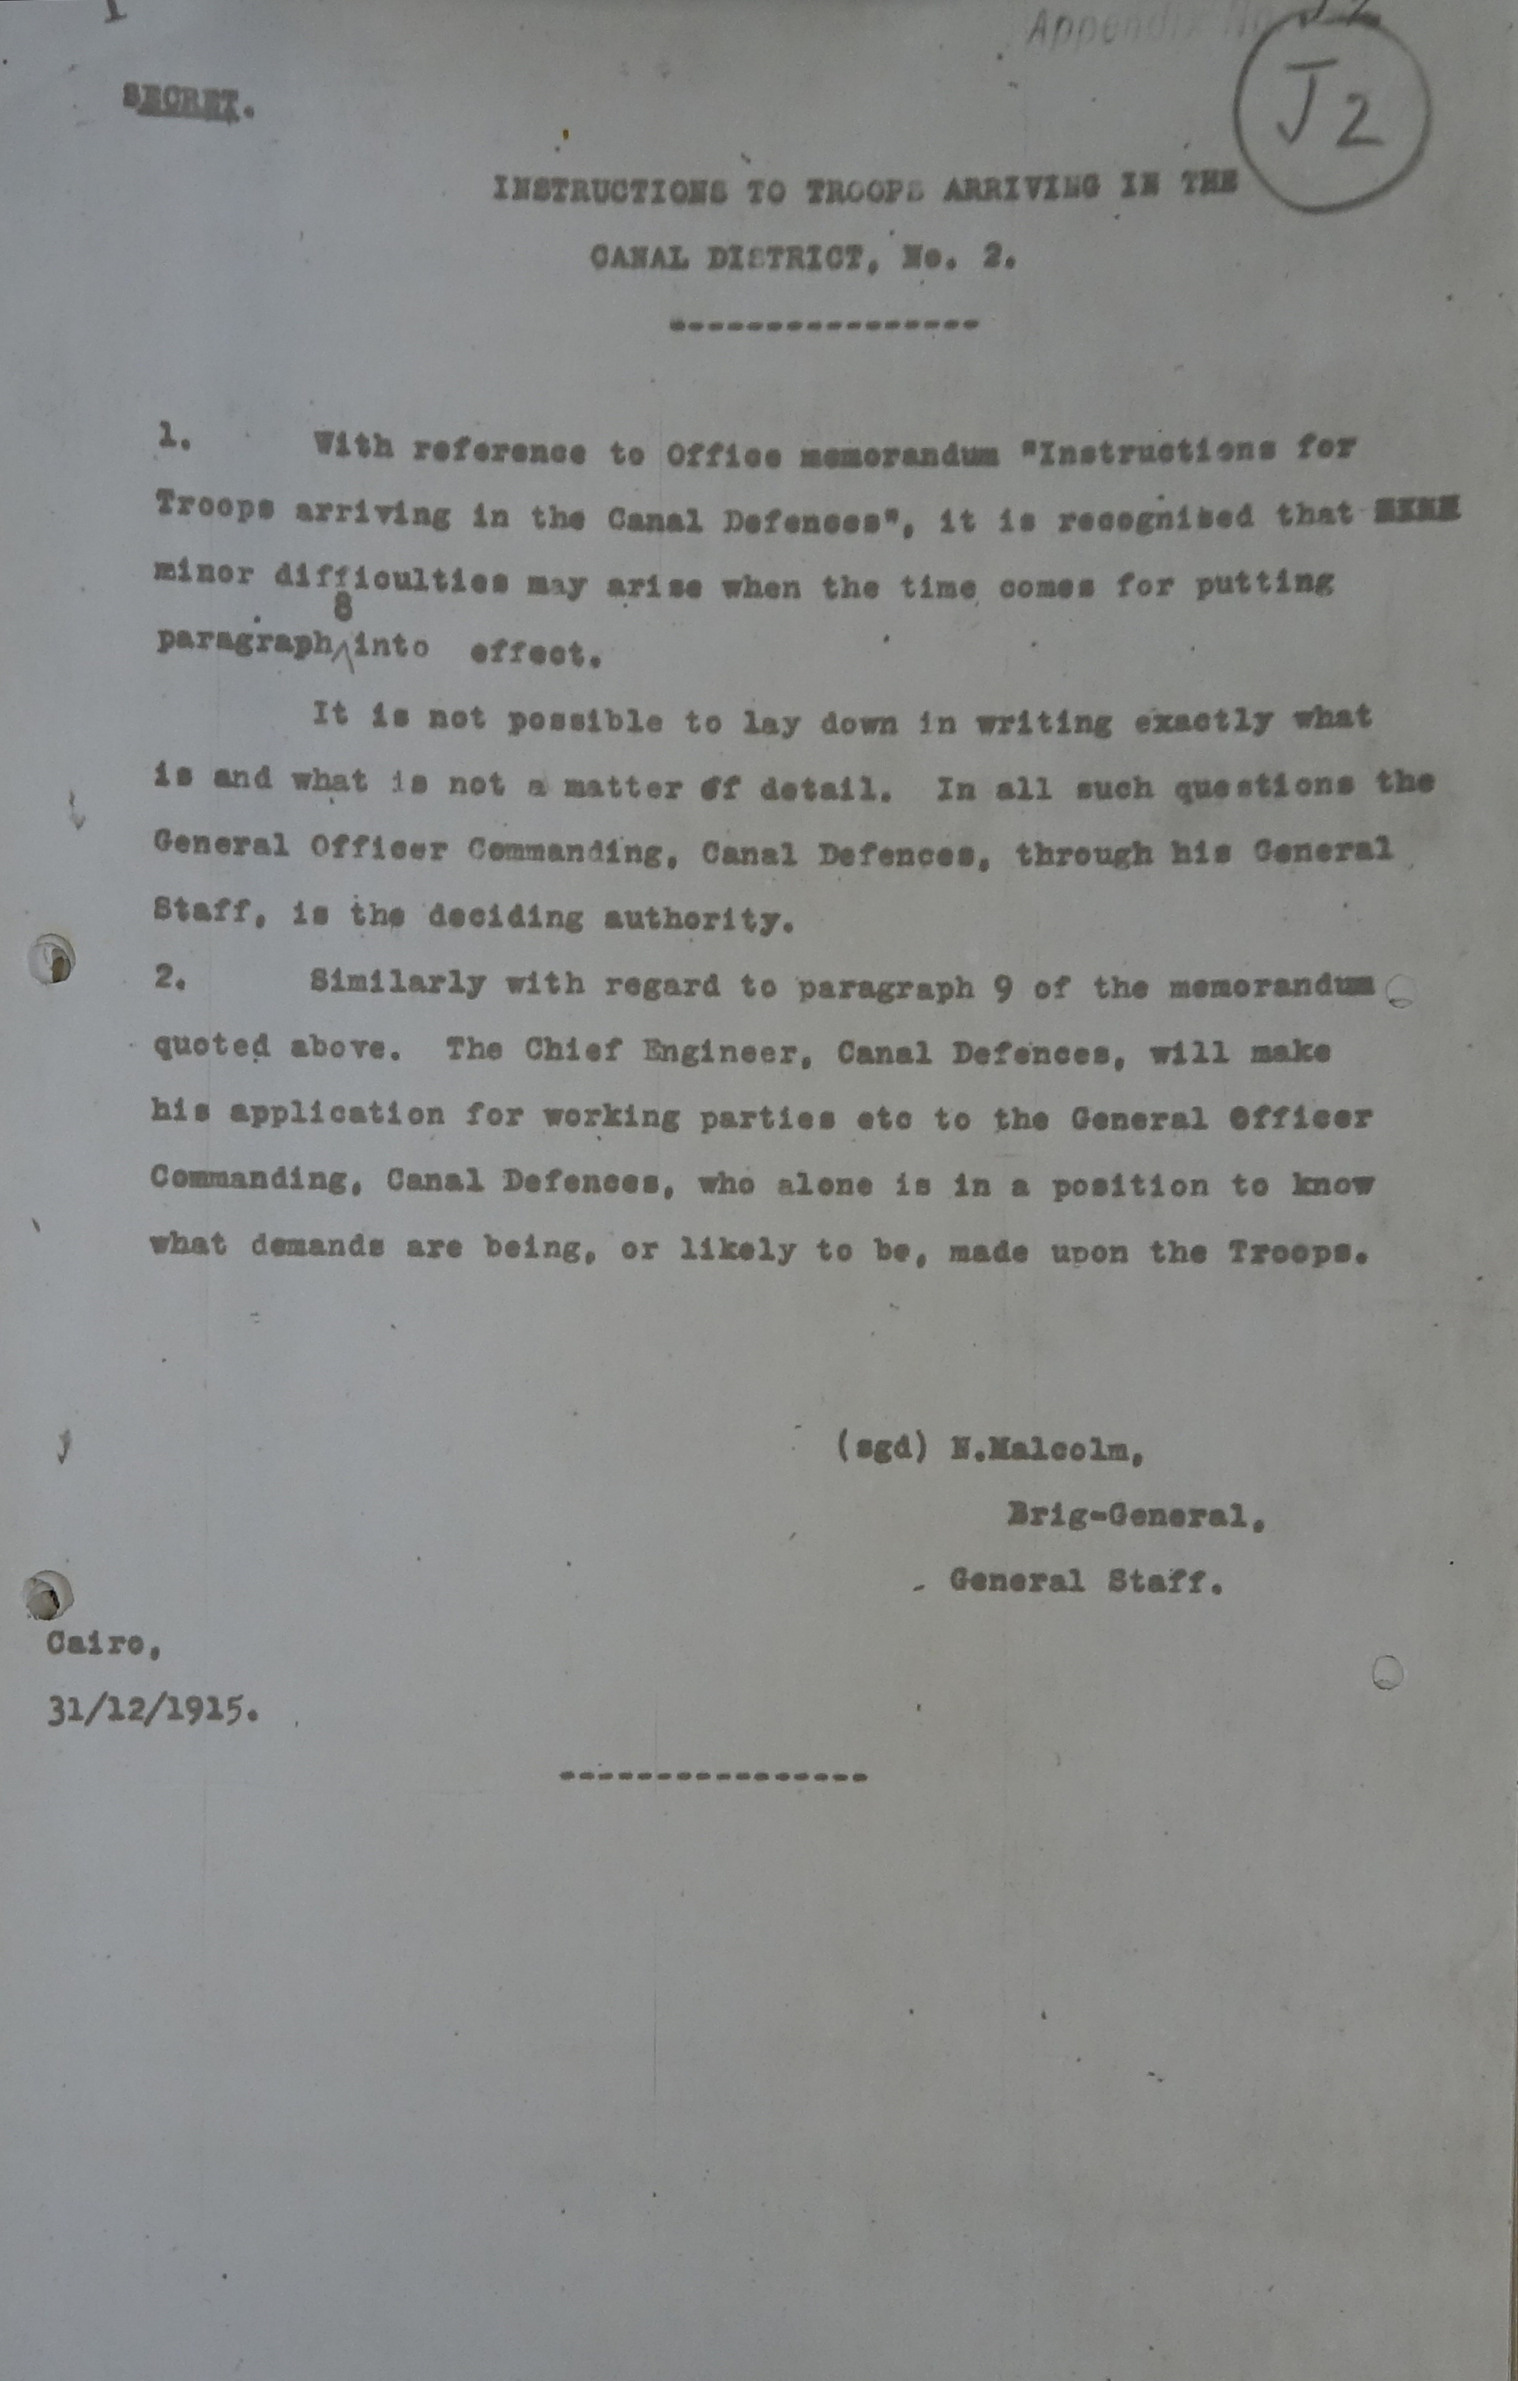 Appendix No J2
J2
SECRET.
INSTRUCTIONS TO TROOPS ARRIVING IN THE
CANAL DISTRICT, No. 2.
----------------
1. With reference to Office memorandum "Instructions for
Troops arriving in the Canal Defences", it is recognised that
minor difficulties may arise when the time comes for putting
paragraph 8 into effect.
It is not possible to lay down in writing exactly what
is and what is not a matter of detail. In all such questions the
General Officer Commanding, Canal Defences, through his General
Staff, is the deciding authority.
2. Similarly with regard to paragraph 9 of the memorandum
quoted above. The Chief Engineer, Canal Defences, will make
his application for working parties etc to the General Officer
Commanding, Canal Defences, who alone is in a position to know
what demands are being, or likely to be, made upon the Troops.
(sgd) N.Malcolm,
Brig-General,
General Staff.
Cairo,
31/12/1915.
----------------